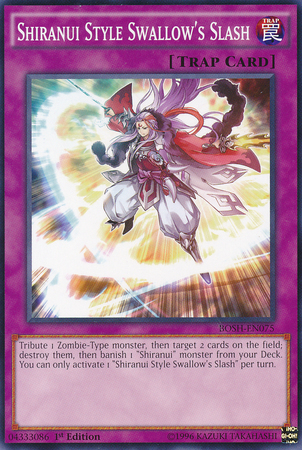 Shiranui Style Swallow's Slash
TRAP
罠
[Trap Card]
BOSH-EN075
Tribute 1 Zombie-Type monster, then target 2 cards on the field;
destroy them, then banish 1 "Shiranui" monster from your Deck.
You can only activate 1 "Shiranui Style Swallow's Slash" per turn.
04333086
1st Edition
©1996 KAZUKI TAKAHASHI